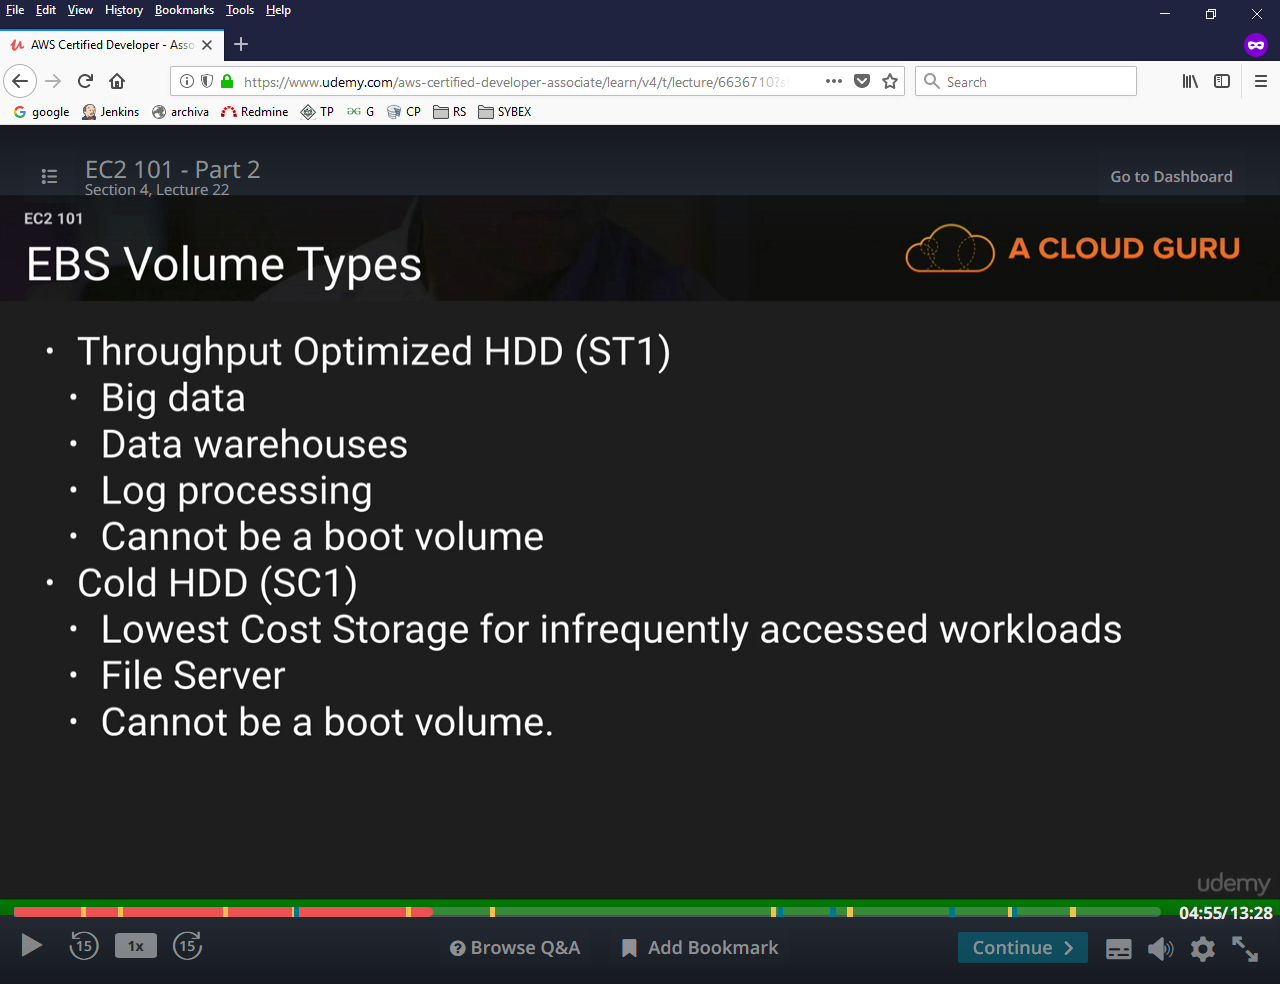 File Edit View History Bookmarks Tools Help
AWS Certified Developer - Asso
https://www.udemy.com/aws-certified-developer-associate/learn/v4/t/lecture/6636710?s
Search
google Jenkins archiva Redmine TP G CP RS SYBEX
EC2 101 - Part 2
Section 4, Lecture 22
Go to Dashboard
EC2 101
EBS Volume Types
A CLOUD GURU
• Throughput Optimized HDD (ST1)
• Big data
• Data warehouses
• Log processing
• Cannot be a boot volume
• Cold HDD (SC1)
• Lowest Cost Storage for infrequently accessed workloads
• File Server
• Cannot be a boot volume.
udemy
04:55/13:28
15 1x 15 Browse Q&A Add Bookmark Continue